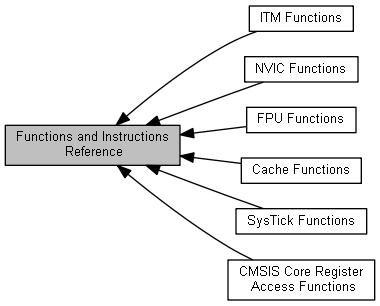 ITM Functions
NVIC Functions
FPU Functions
Functions and Instructions
Reference
Cache Functions
SysTick Functions
CMSIS Core Register
Access Functions